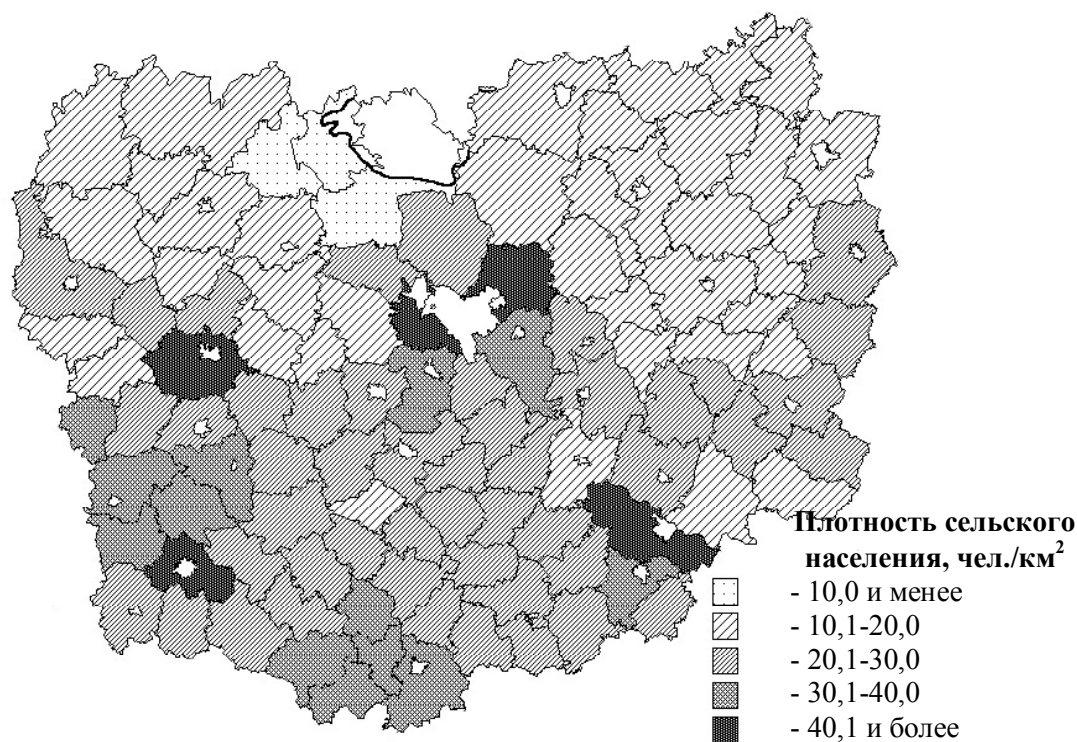 Плотность сельского
населения, чел./км²
- 10,0 и менее
- 10,1-20,0
- 20,1-30,0
- 30,1-40,0
- 40,1 и более